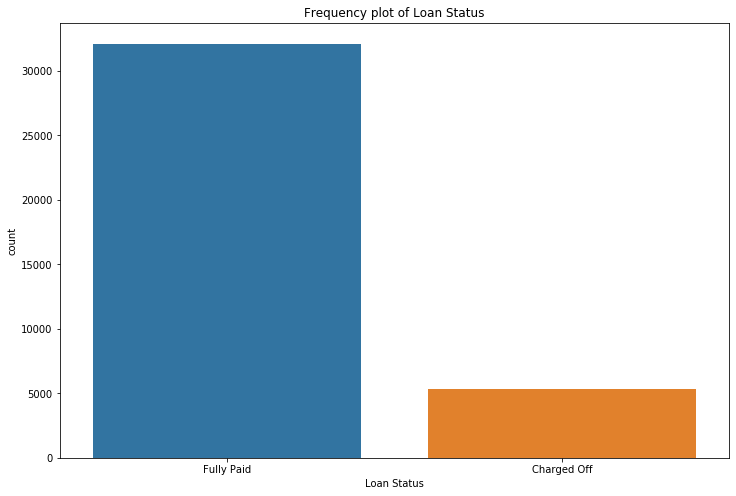 Frequency plot of Loan Status
30000
25000
20000
15000
10000
5000
0
count
Fully Paid
Charged Off
Loan Status